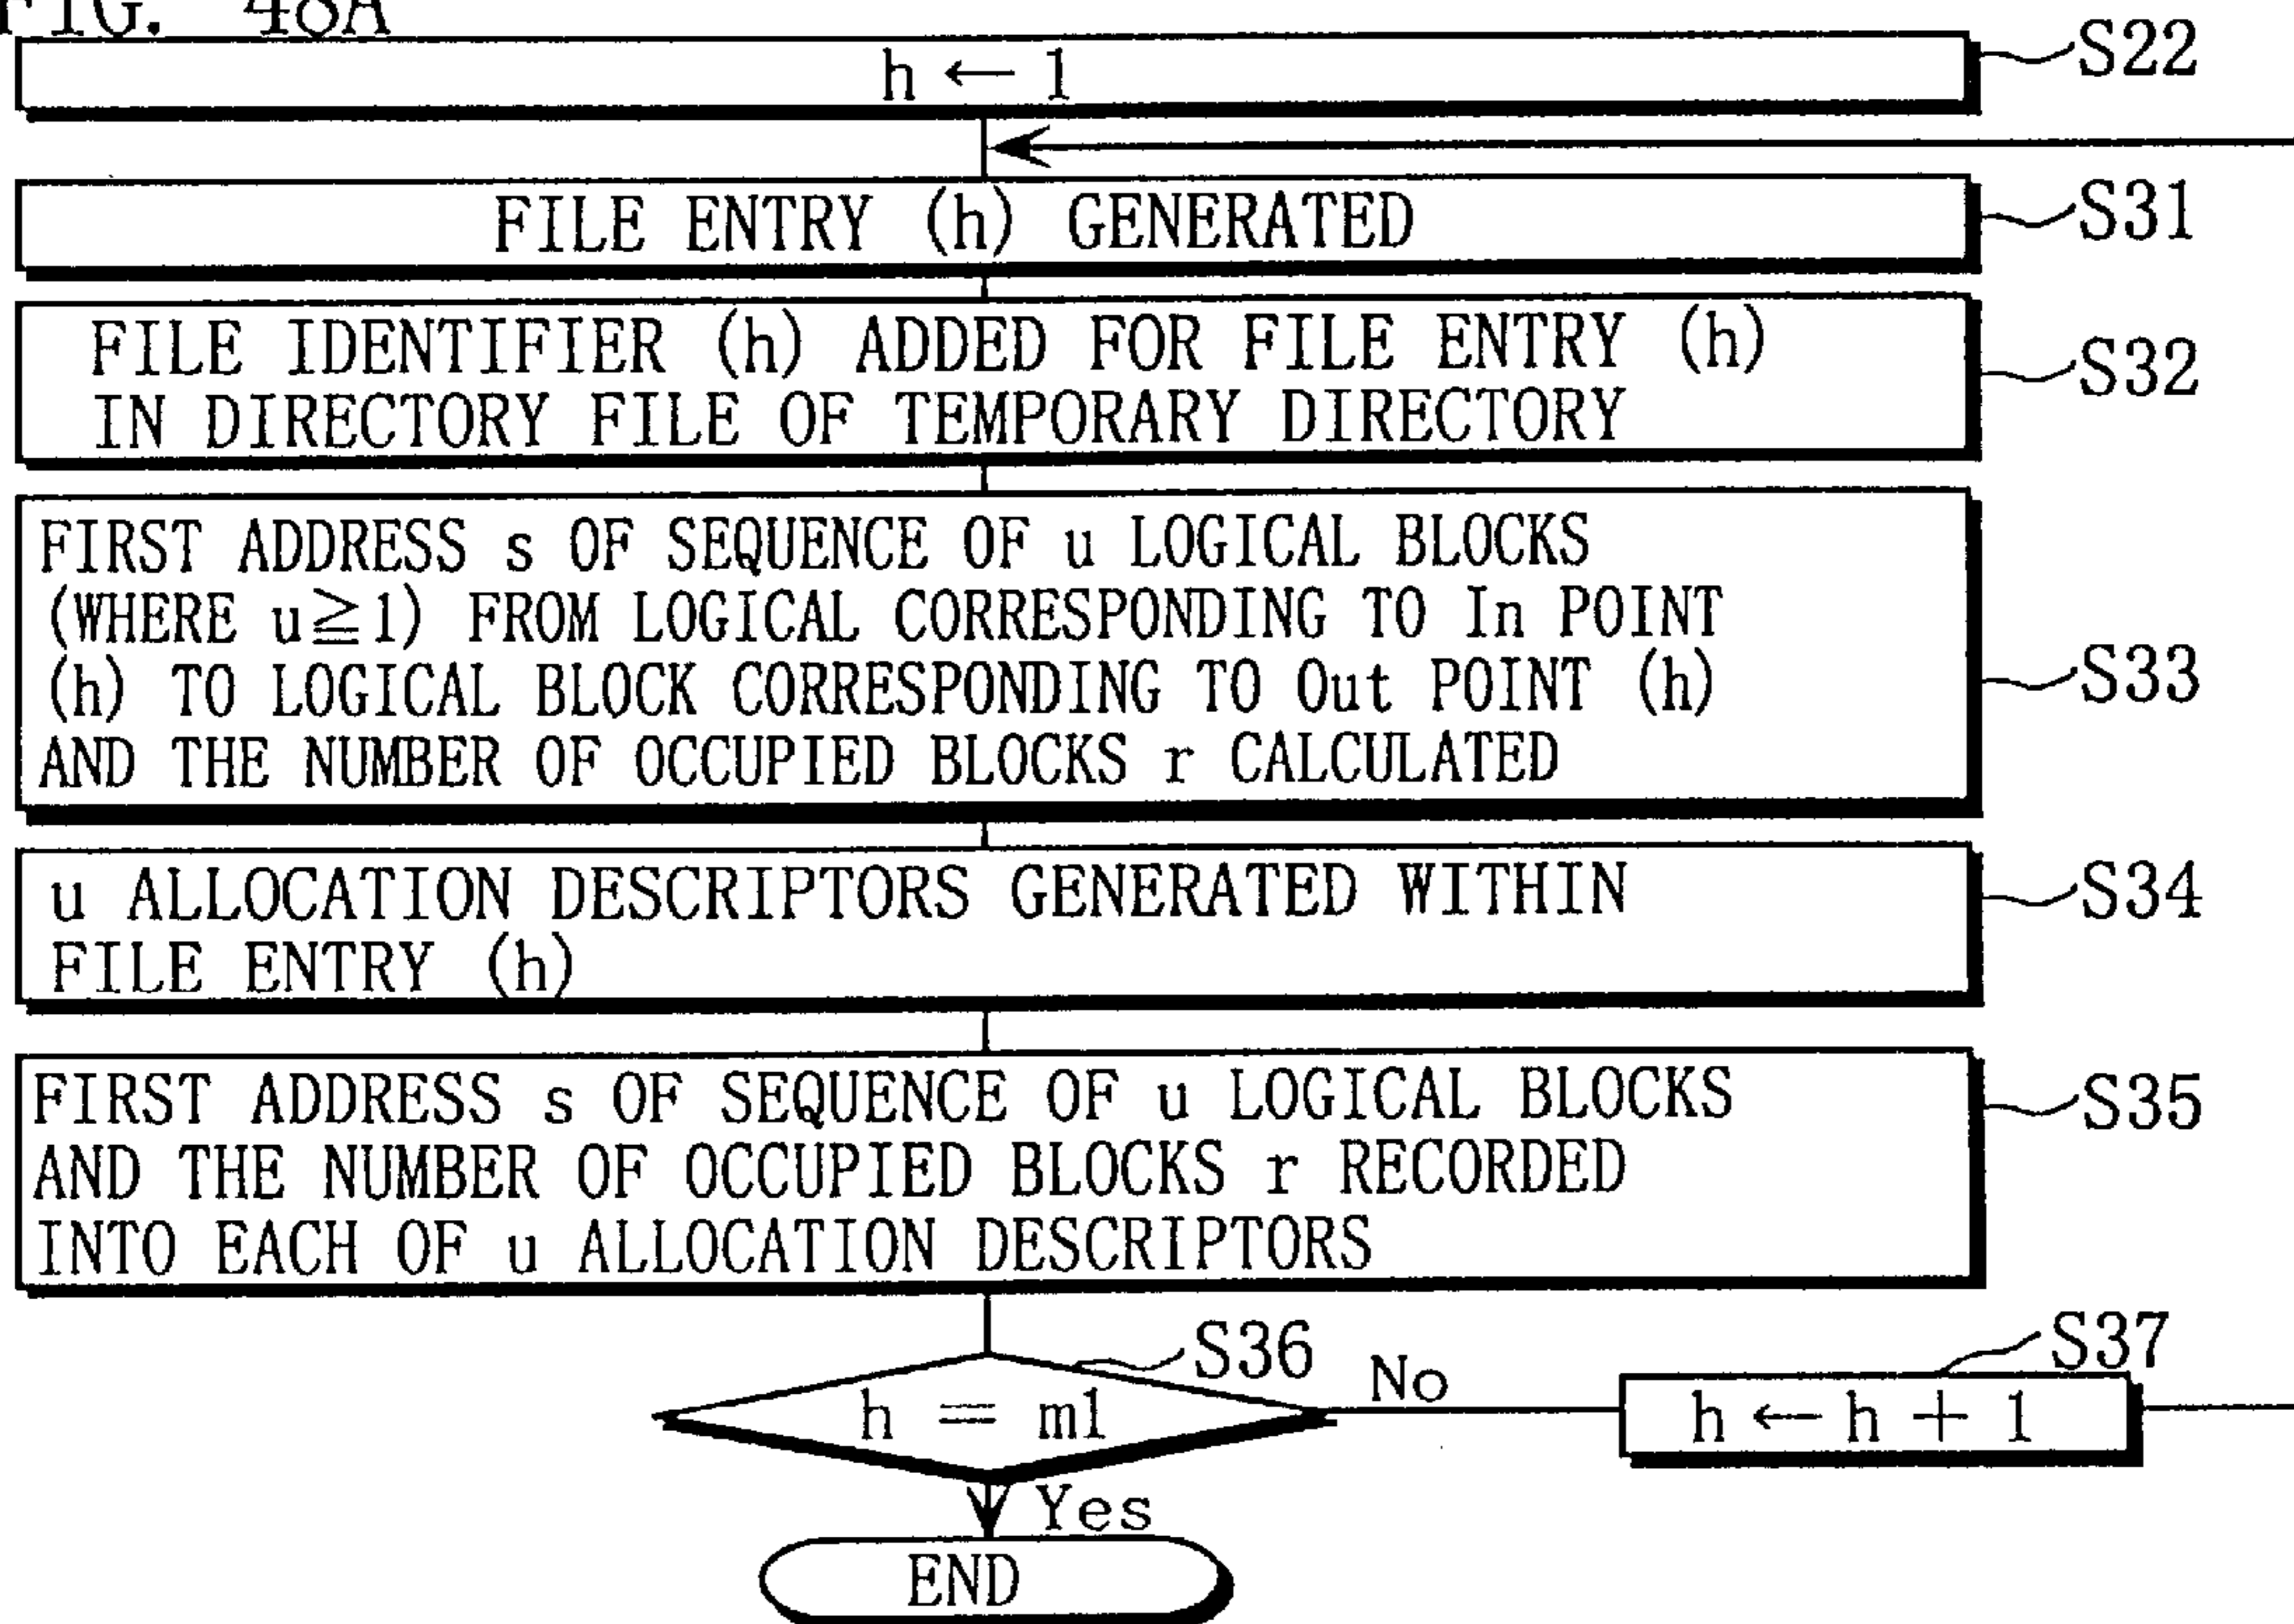 FIG. 48A
h ← 1
S22
FILE ENTRY (h) GENERATED
S31
FILE IDENTIFIER (h) ADDED FOR FILE ENTRY (h)
IN DIRECTORY FILE OF TEMPORARY DIRECTORY
S32
FIRST ADDRESS s OF SEQUENCE OF u LOGICAL BLOCKS
(WHERE u≧1) FROM LOGICAL CORRESPONDING TO In POINT
(h) TO LOGICAL BLOCK CORRESPONDING TO Out POINT (h)
AND THE NUMBER OF OCCUPIED BLOCKS r CALCULATED
S33
u ALLOCATION DESCRIPTORS GENERATED WITHIN
FILE ENTRY (h)
S34
FIRST ADDRESS s OF SEQUENCE OF u LOGICAL BLOCKS
AND THE NUMBER OF OCCUPIED BLOCKS r RECORDED
INTO EACH OF u ALLOCATION DESCRIPTORS
S35
S36
h == m1
No
S37
h ← h + 1
Yes
END